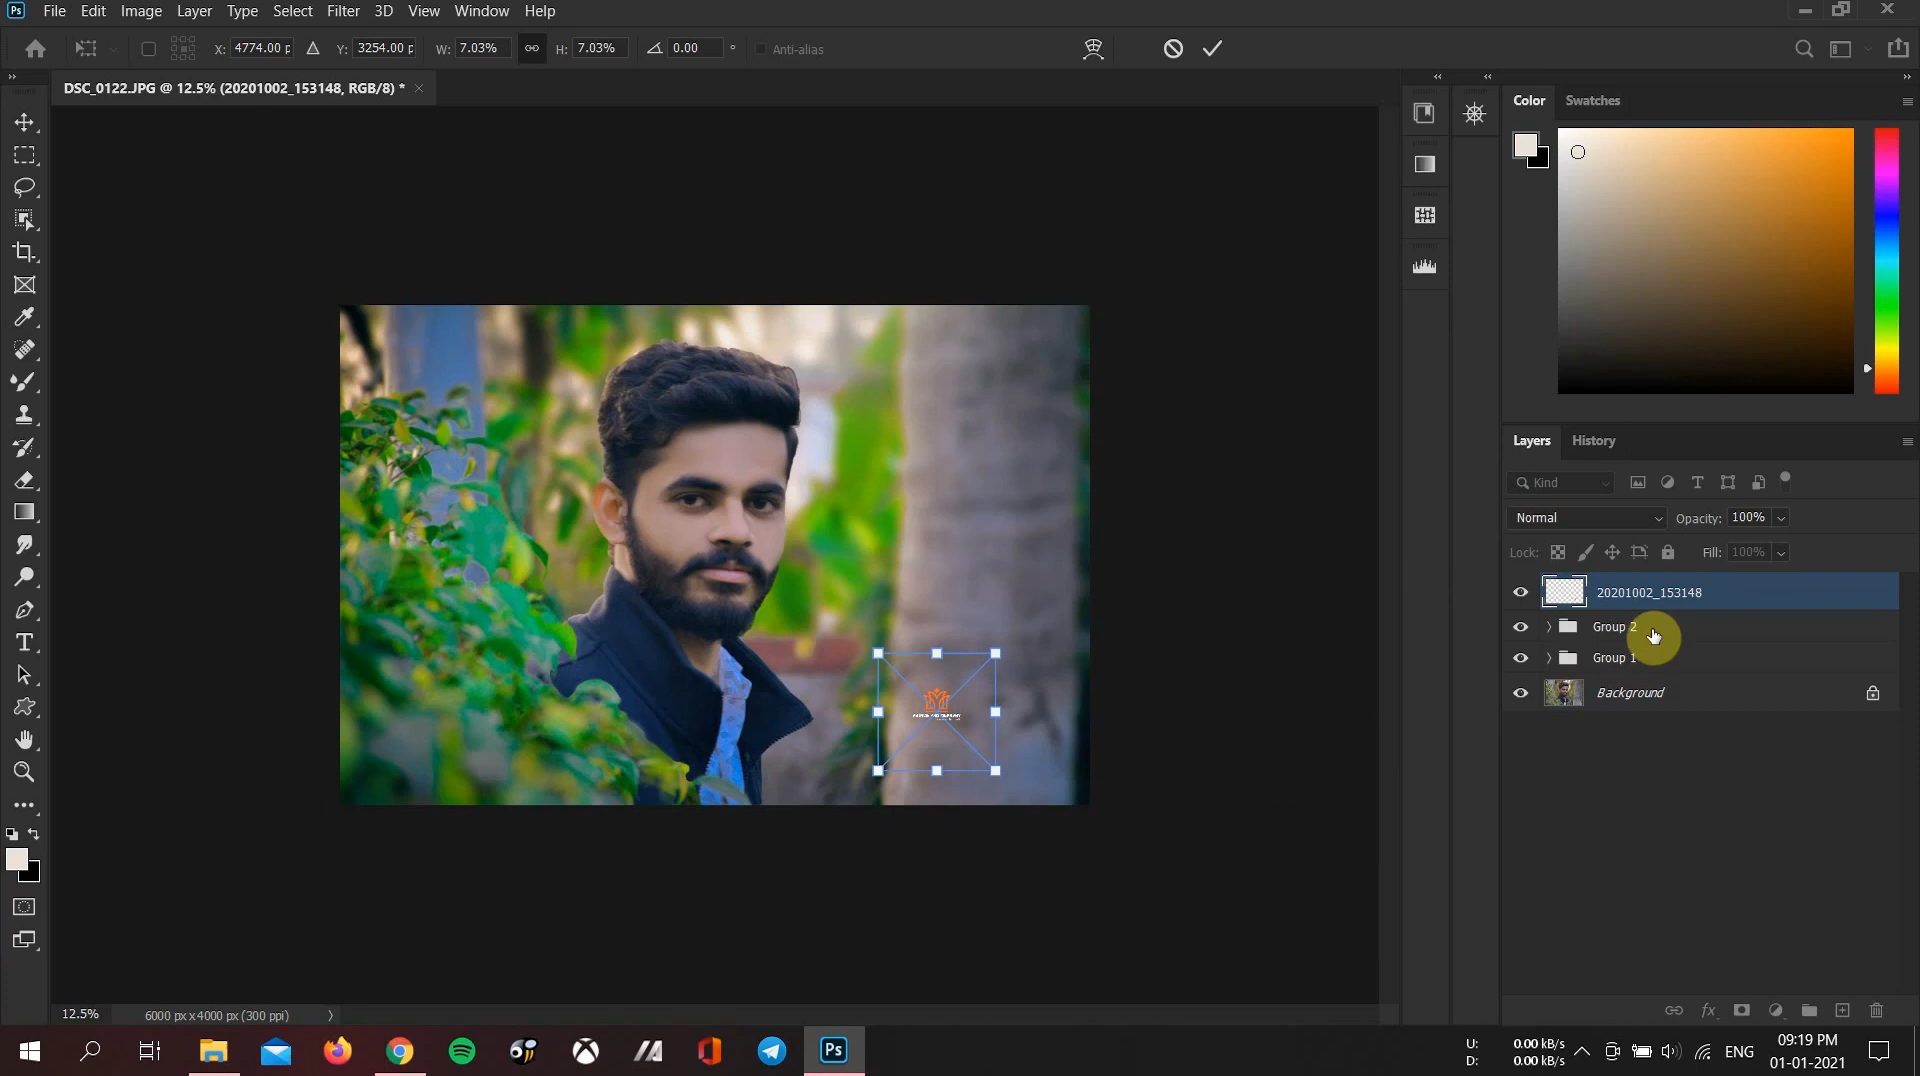 Ps File Edit Image Layer Type Select Filter 3D View Window Help
X: 4774.00 p Y: 3254.00 p W: 7.03% H: 7.03% 0.00 ° Anti-alias
DSC_0122.JPG @ 12.5% (20201002_153148, RGB/8) * ×
Color Swatches
Layers History
Kind
Normal Opacity: 100%
Lock: Fill: 100%
20201002_153148
Group 2
Group 1
Background
fx
12.5% 6000 px x 4000 px (300 ppi)
Ps
U: 0.00 kB/s
D: 0.00 kB/s
ENG
09:19 PM
01-01-2021